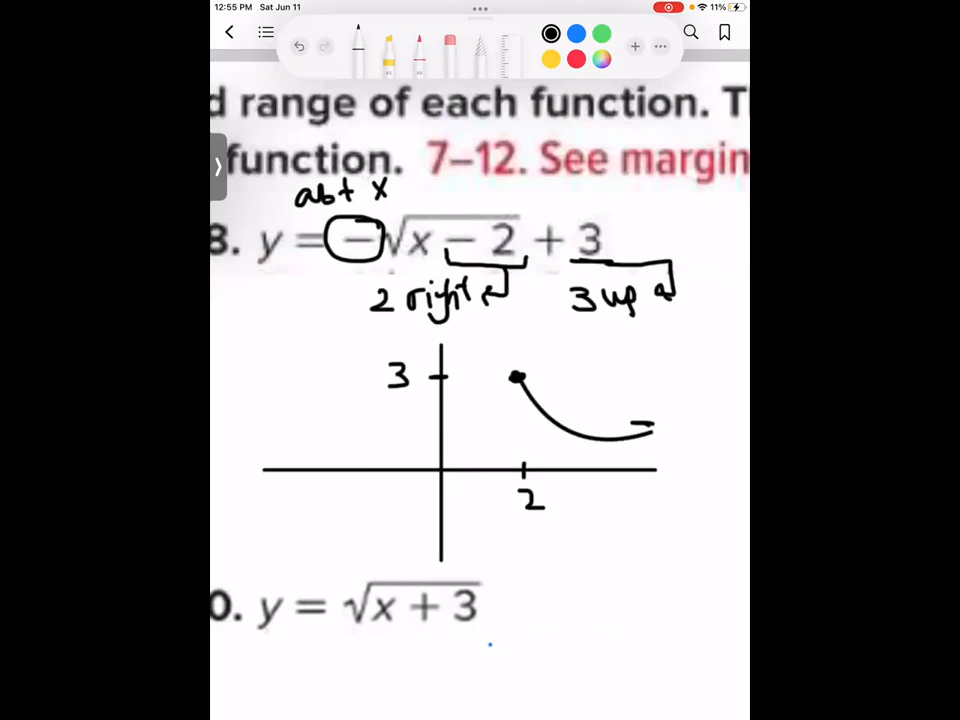 12:55 PM Sat Jun 11
11%
d range of each function. T
function. 7–12. See margin
abt x
8. y = −√x − 2 + 3
2 right
3 up
3
2
0. y = √x + 3